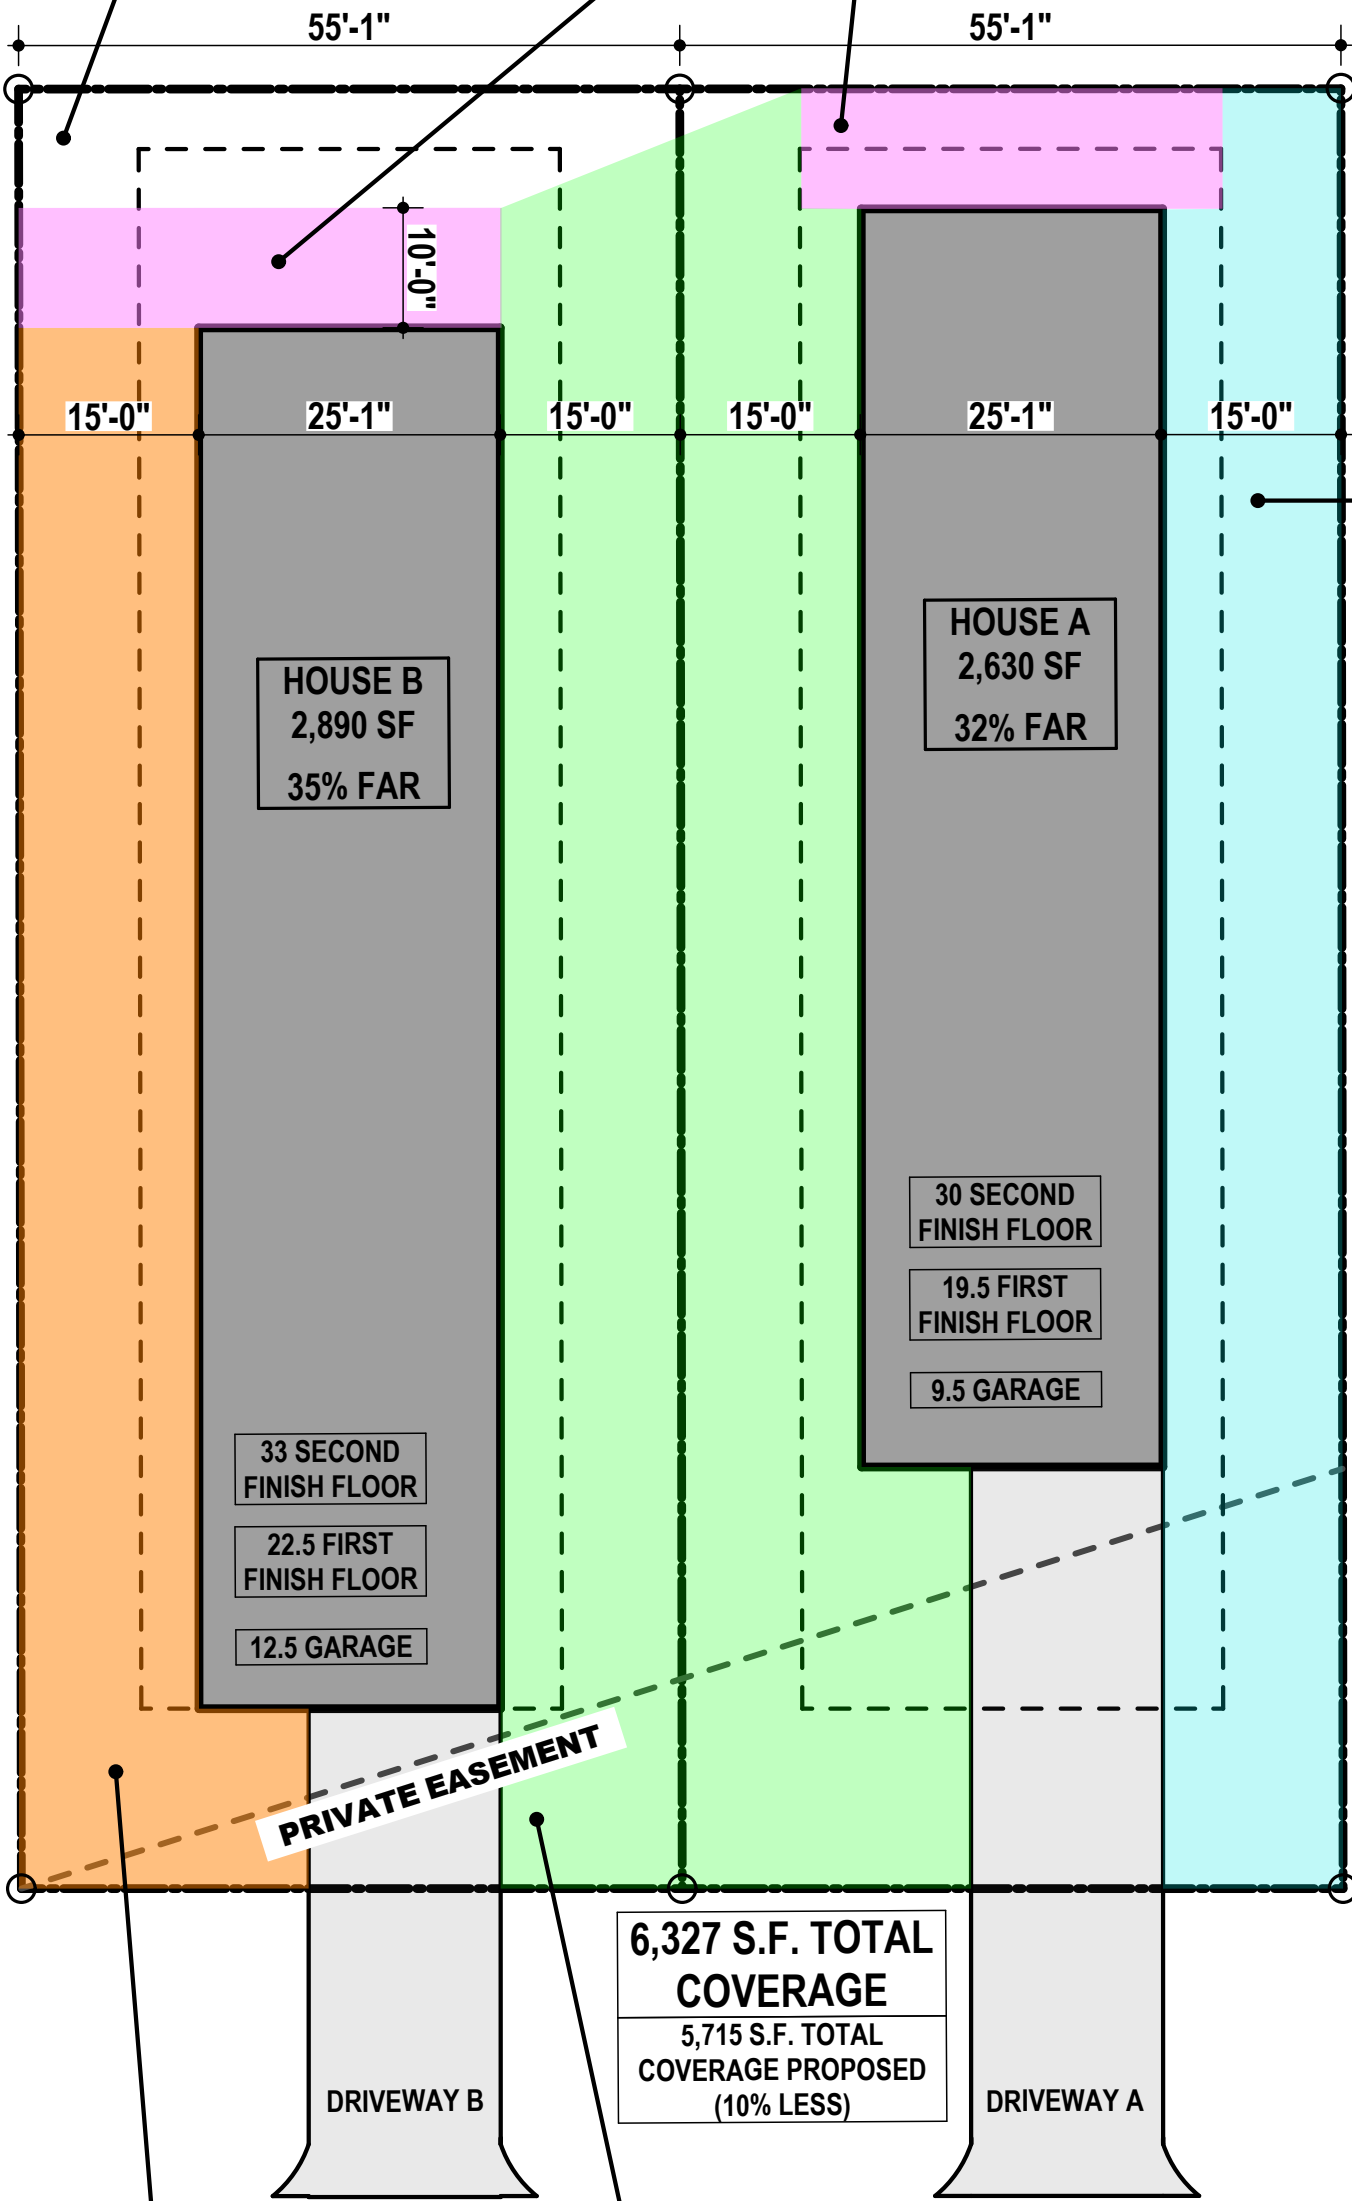 55'-1" 55'-1"
10'-0"
15'-0" 25'-1" 15'-0" 15'-0" 25'-1" 15'-0"
HOUSE A
2,630 SF
32% FAR
HOUSE B
2,890 SF
35% FAR
30 SECOND
FINISH FLOOR
19.5 FIRST
FINISH FLOOR
9.5 GARAGE
33 SECOND
FINISH FLOOR
22.5 FIRST
FINISH FLOOR
12.5 GARAGE
PRIVATE EASEMENT
6,327 S.F. TOTAL
COVERAGE
5,715 S.F. TOTAL
COVERAGE PROPOSED
(10% LESS)
DRIVEWAY B
DRIVEWAY A